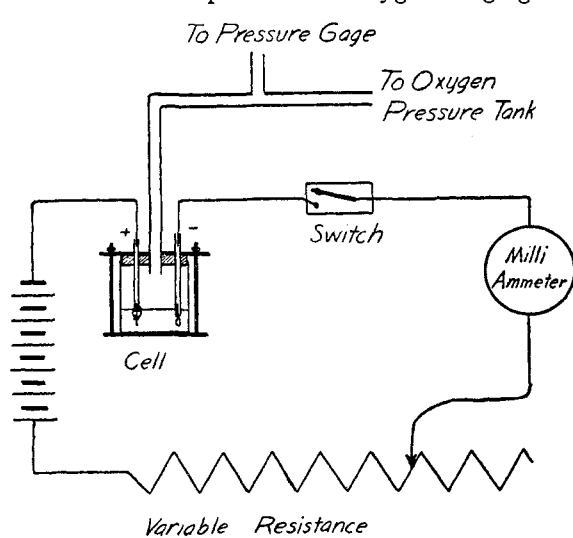 To Pressure Gage
To Oxygen
Pressure Tank
+ -
Switch
Milli
Ammeter
Cell
Variable Resistance